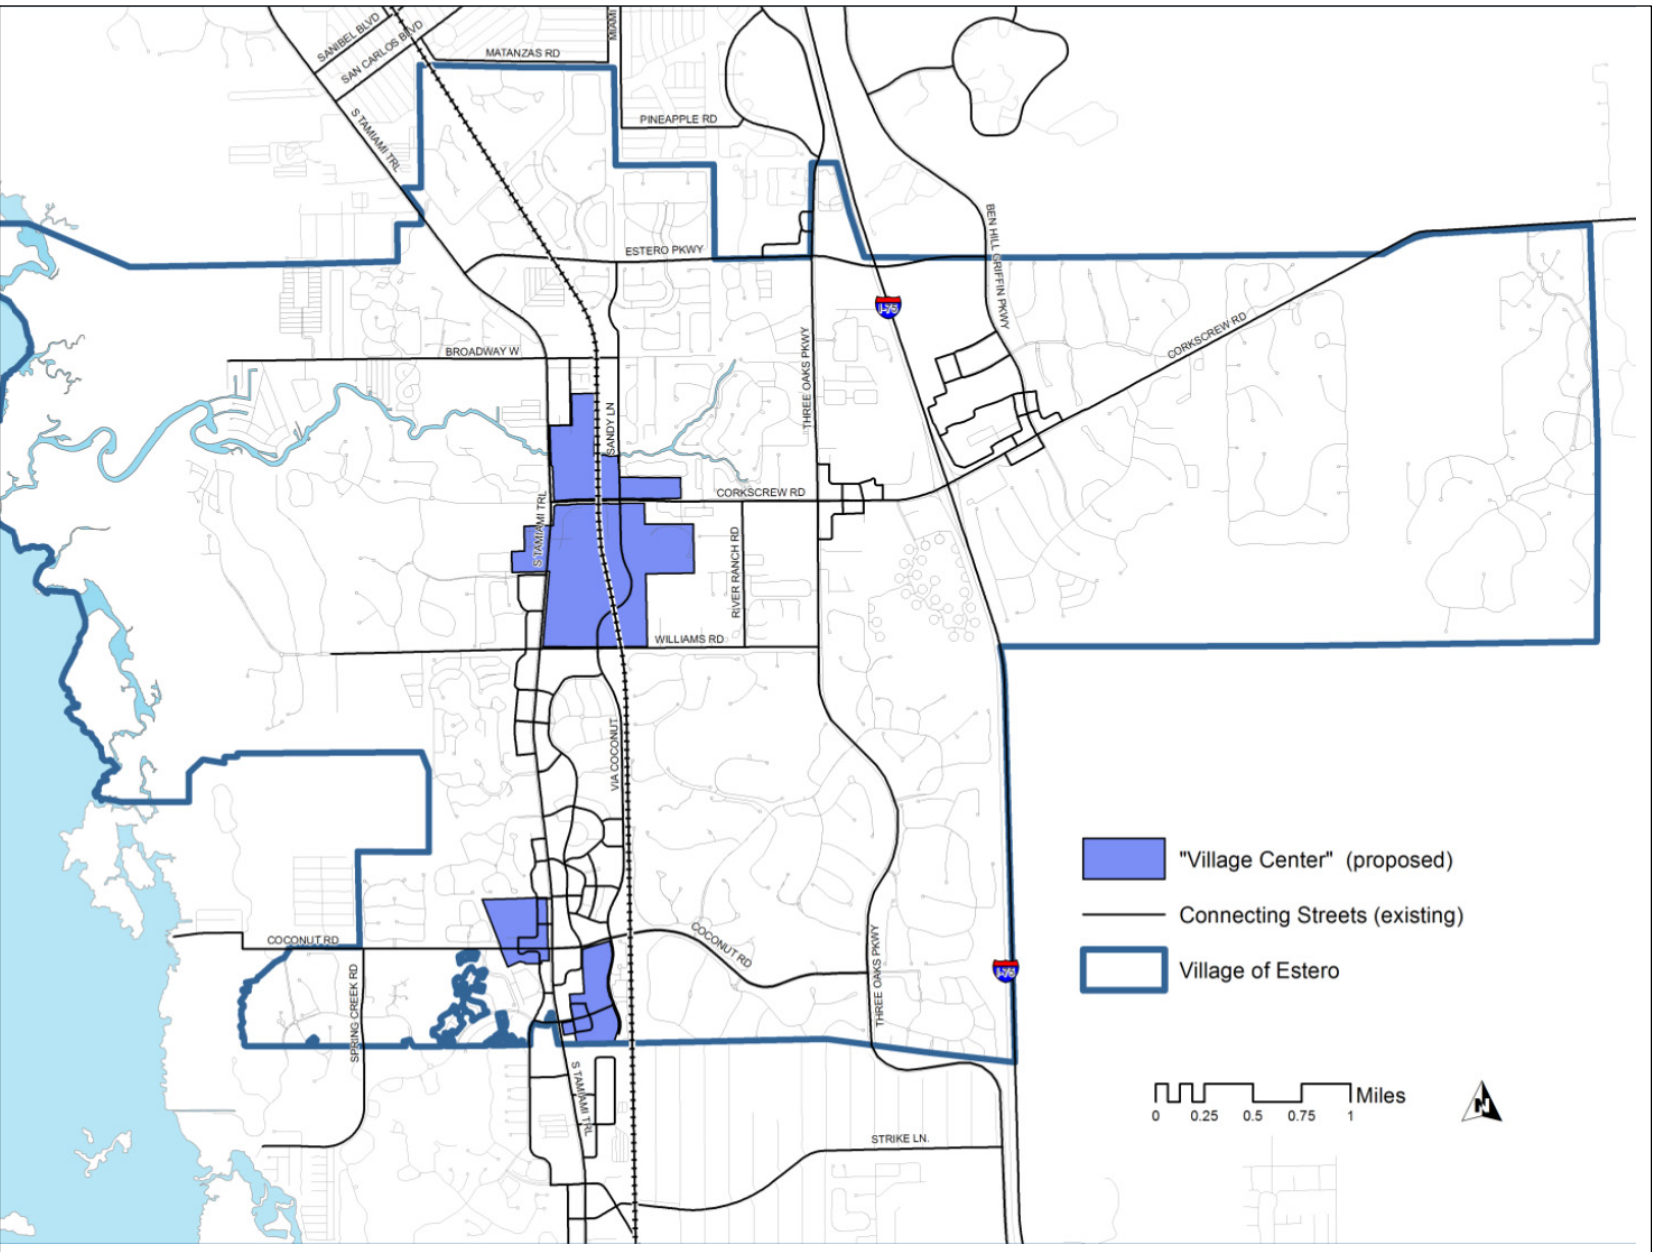 SANIBEL BLVD
SAN CARLOS BLVD
MIAMI
MATANZAS RD
PINEAPPLE RD
S TAMIAMI TRL
BEN HILL GRIFFIN PKWY
ESTERO PKWY
I-75
CORKSCREW RD
BROADWAY W
THREE OAKS PKWY
SANDY LN
CORKSCREW RD
S TAMIAMI TRL
RIVER RANCH RD
WILLIAMS RD
VIA COCONUT
"Village Center" (proposed)
Connecting Streets (existing)
Village of Estero
COCONUT RD
COCONUT RD
THREE OAKS PKWY
I-75
SPRING CREEK RD
S TAMIAMI TRL
Miles
0 0.25 0.5 0.75 1
N
STRIKE LN.